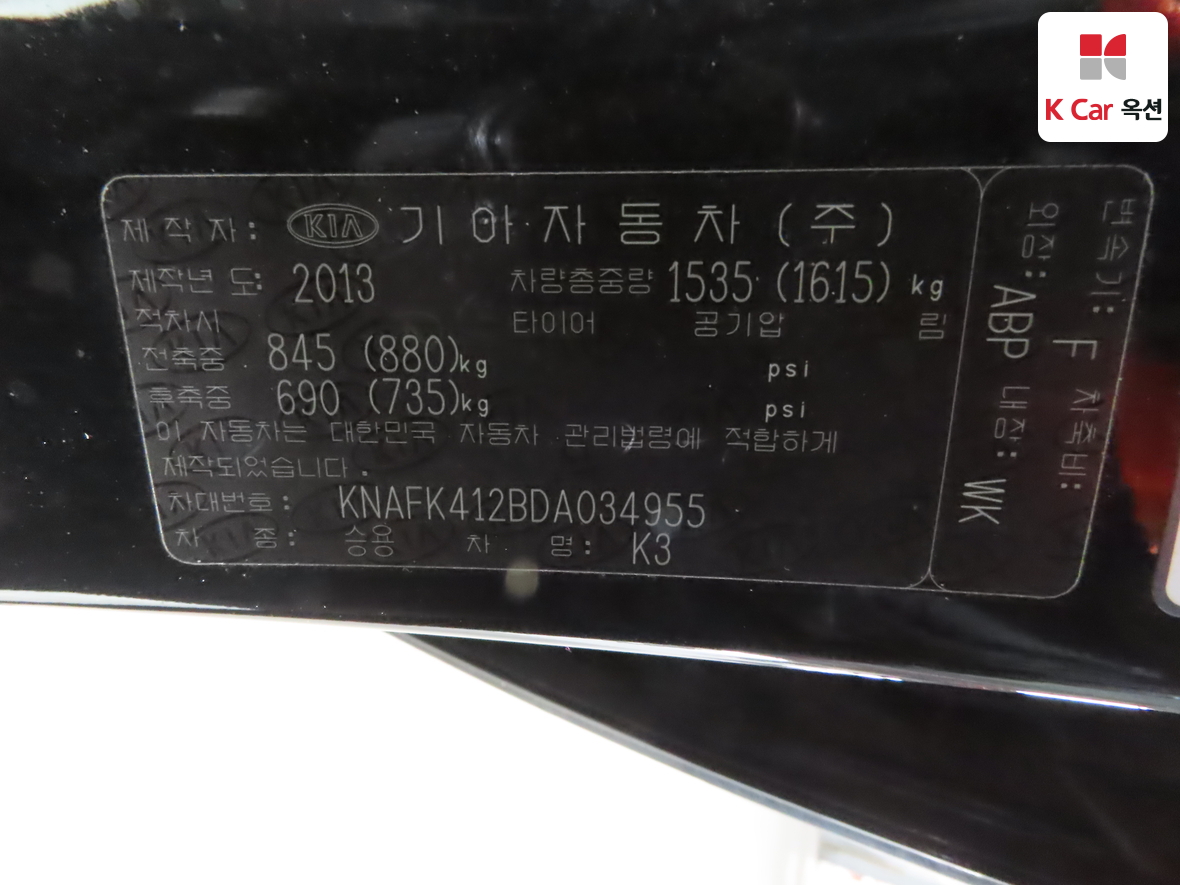 K Car 옥션
제 작 자 : KIA 기 아 자 동 차 ( 주 )
제작년 도: 2013 차량총중량 1535 (1615) kg
적차시 타이어 공기압 림
전축중 845 (880)kg psi
후축중 690 (735)kg psi
이 자동차는 대한민국 자동차 관리법령에 적합하게
제작되었습니다.
차대번호: KNAFK412BDA034955
차 종: 승용 차 명: K3
변속기: F 차축비:
외장: ABP 내장: WK